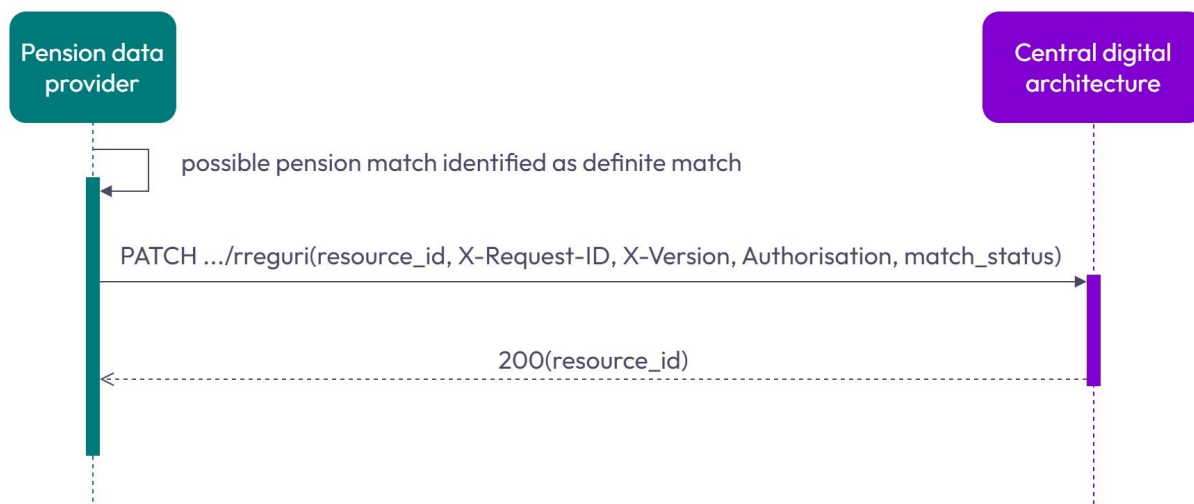 Pension data
provider
Central digital
architecture
possible pension match identified as definite match
PATCH .../rreguri(resource_id, X-Request-ID, X-Version, Authorisation, match_status)
200(resource_id)